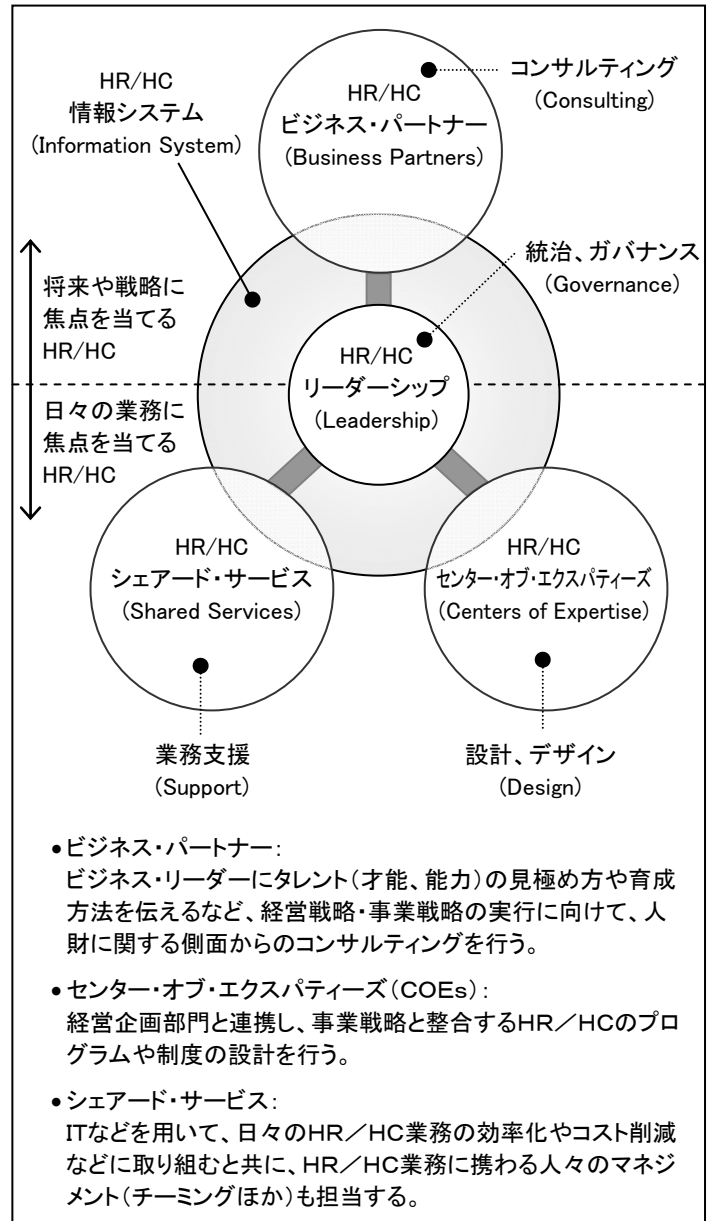 HR/HC
情報システム
(Information System)
HR/HC
ビジネス・パートナー
(Business Partners)
コンサルティング
(Consulting)
統治、ガバナンス
(Governance)
将来や戦略に
焦点を当てる
HR/HC
HR/HC
リーダーシップ
(Leadership)
日々の業務に
焦点を当てる
HR/HC
HR/HC
シェアード・サービス
(Shared Services)
HR/HC
センター・オブ・エクスパティーズ
(Centers of Expertise)
業務支援
(Support)
設計、デザイン
(Design)
●ビジネス・パートナー：
ビジネス・リーダーにタレント（才能、能力）の見極め方や育成
方法を伝えるなど、経営戦略・事業戦略の実行に向けて、人
財に関する側面からのコンサルティングを行う。
●センター・オブ・エクスパティーズ（COEs）：
経営企画部門と連携し、事業戦略と整合するHR／HCのプロ
グラムや制度の設計を行う。
●シェアード・サービス：
ITなどを用いて、日々のHR／HC業務の効率化やコスト削減
などに取り組むと共に、HR／HC業務に携わる人々のマネジ
メント（チーミングほか）も担当する。